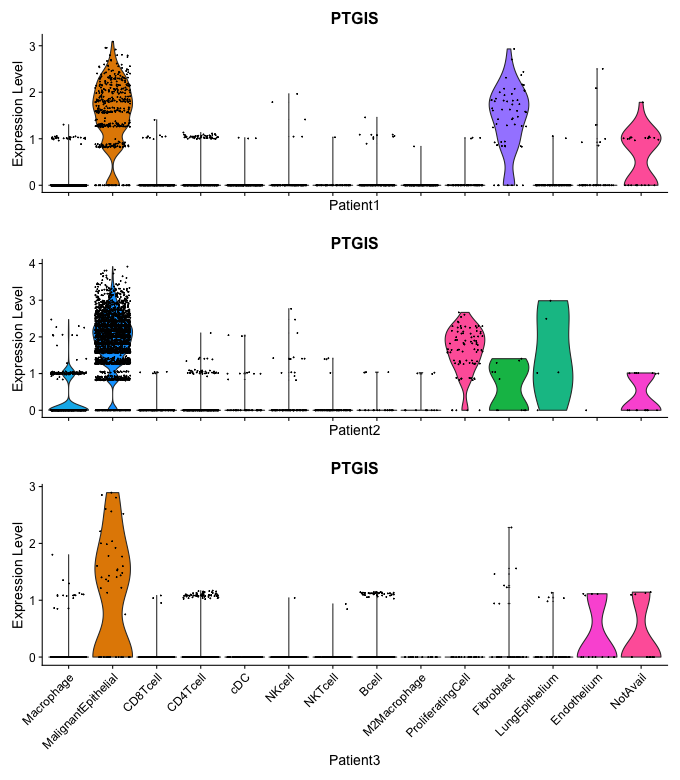 PTGIS
Expression Level
3
2
1
0
Patient1
PTGIS
Expression Level
4
3
2
1
0
Patient2
PTGIS
Expression Level
3
2
1
0
Macrophage
MalignantEpithelial
CD8Tcell
CD4Tcell
cDC
NKcell
NKTcell
Bcell
M2Macrophage
ProliferatingCell
Fibroblast
LungEpithelium
Endothelium
NotAvail
Patient3